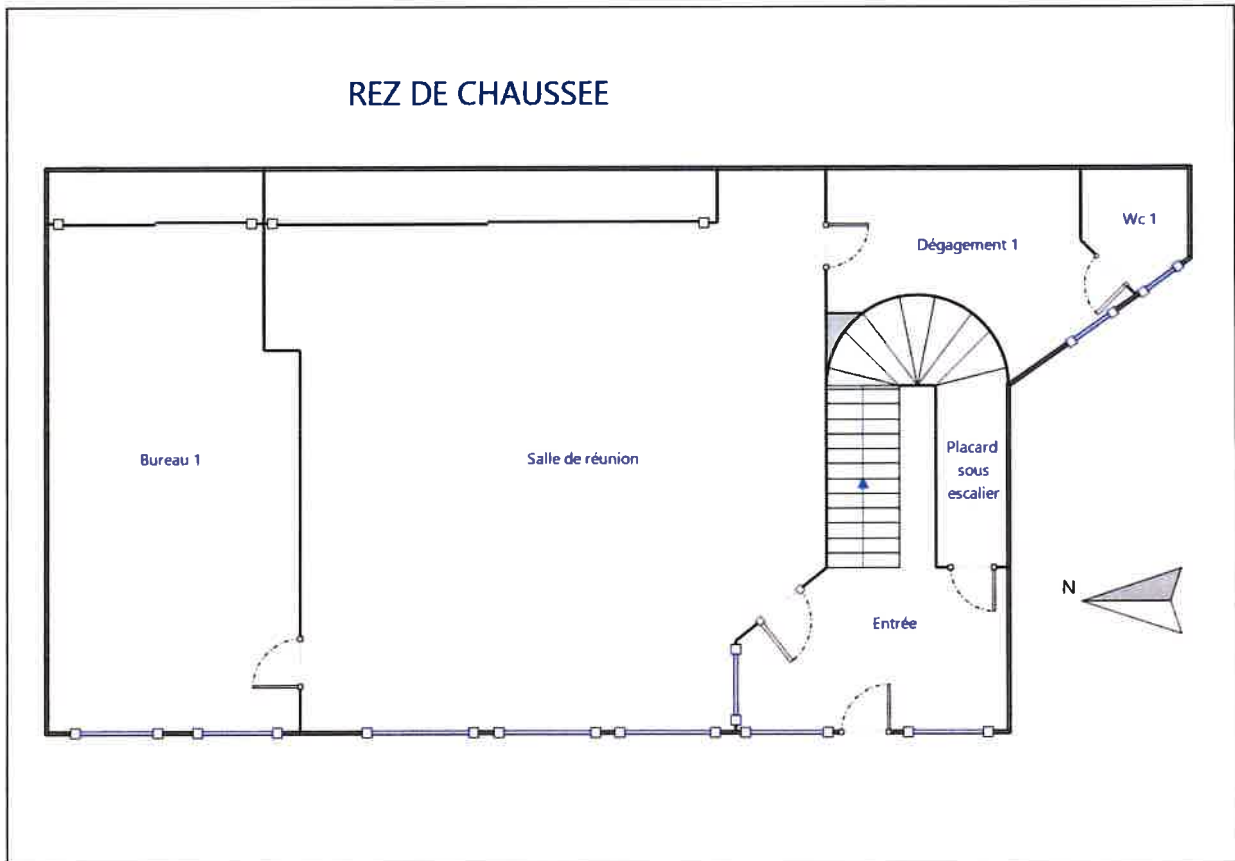 REZ DE CHAUSSEE
Wc 1
Dégagement 1
Bureau 1
Salle de réunion
Placard
sous
escalier
N
Entrée